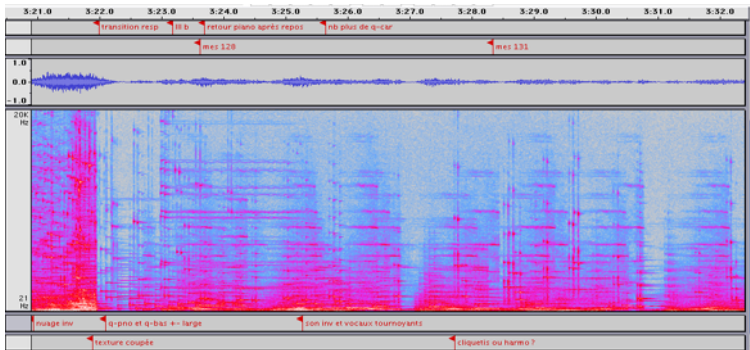 3:21.0 3:22.0 3:23.0 3:24.0 3:25.0 3:26.0 3:27.0 3:28.0 3:29.0 3:30.0 3:31.0 3:32.0
transition resp III b retour piano après repos nb plus de q-car
mes 128 mes 131
1.0
0.0
-1.0
20K
Hz
21
Hz
nuage inv q-pno et q-bas +- large son inv et vocaux tournoyants
texture coupée cliquetis ou harmo ?